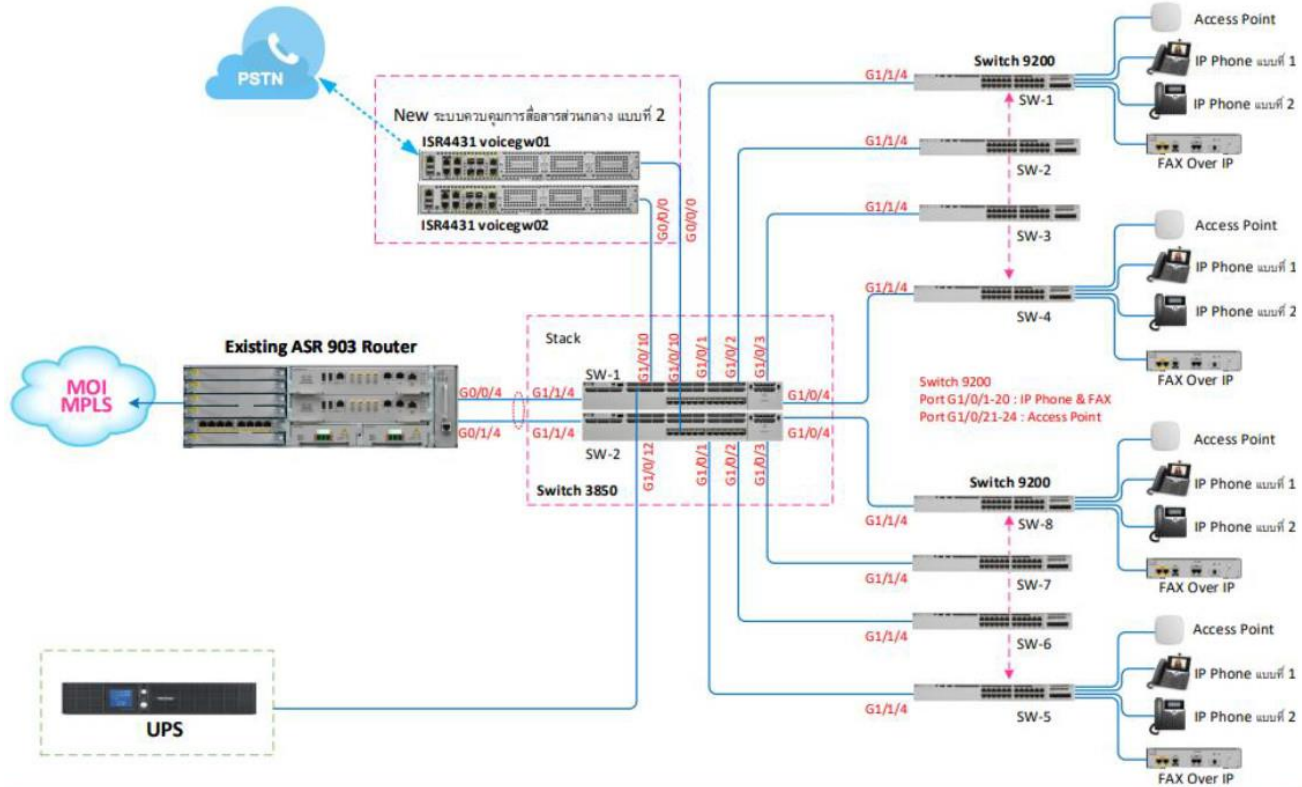 PSTN
New ระบบควบคุมการสื่อสารส่วนกลาง แบบที่ 2
ISR4431 voicegw01
ISR4431 voicegw02
G0/0/0
G0/0/0
Existing ASR 903 Router
MOI
MPLS
G0/0/4
G0/1/4
G1/1/4
G1/1/4
Stack
SW-1
SW-2
Switch 3850
G1/0/10
G1/0/10
G1/0/1
G1/0/2
G1/0/3
G1/0/4
G1/0/4
G1/0/12
G1/0/1
G1/0/2
G1/0/3
UPS
Switch 9200
G1/1/4
SW-1
G1/1/4
SW-2
G1/1/4
SW-3
G1/1/4
SW-4
Access Point
IP Phone แบบที่ 1
IP Phone แบบที่ 2
FAX Over IP
Access Point
IP Phone แบบที่ 1
IP Phone แบบที่ 2
FAX Over IP
Switch 9200
Port G1/0/1-20 : IP Phone & FAX
Port G1/0/21-24 : Access Point
Switch 9200
G1/1/4
SW-8
G1/1/4
SW-7
G1/1/4
SW-6
G1/1/4
SW-5
Access Point
IP Phone แบบที่ 1
IP Phone แบบที่ 2
FAX Over IP
Access Point
IP Phone แบบที่ 1
IP Phone แบบที่ 2
FAX Over IP